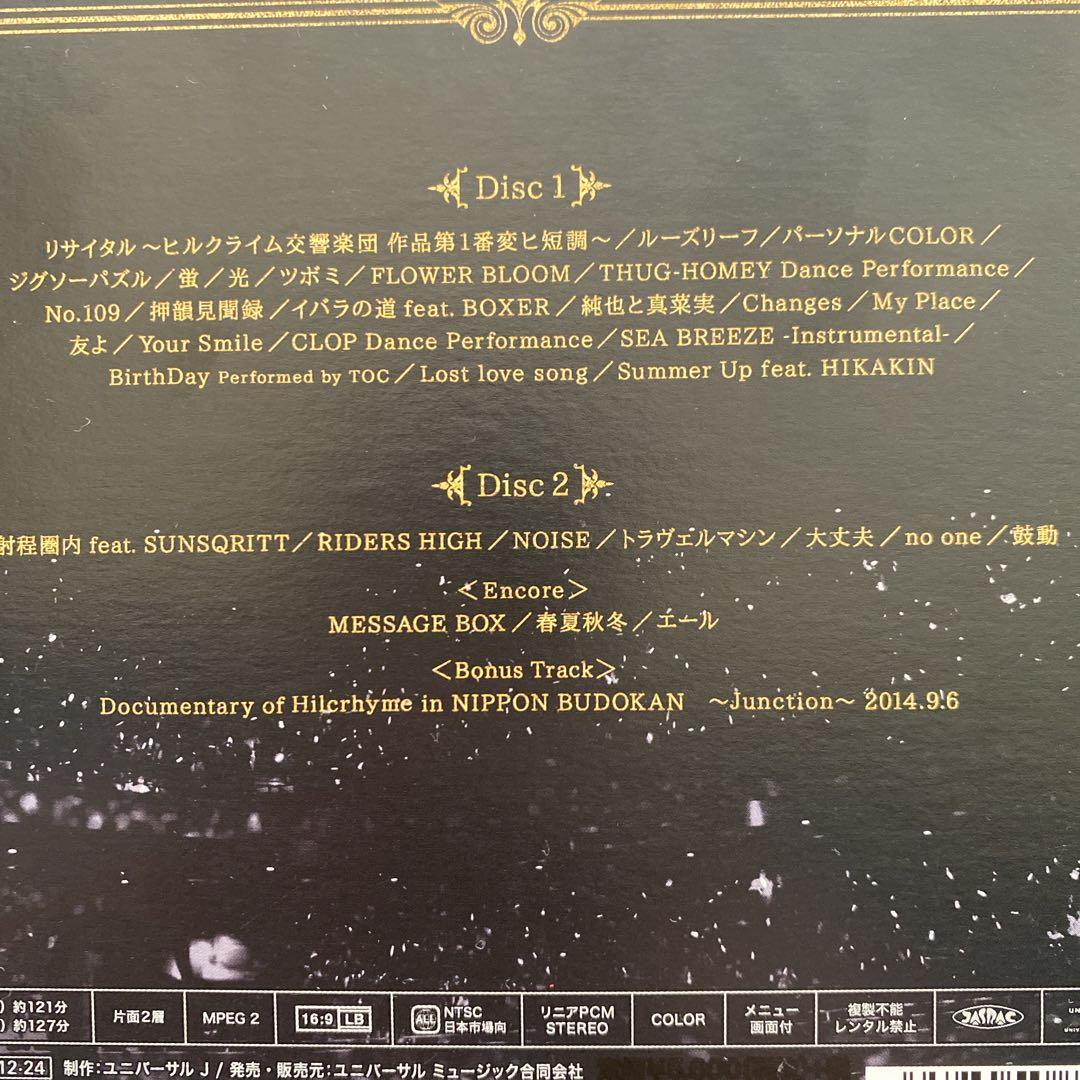 Disc 1
リサイタル 〜ヒルクライム交響楽団 作品第1番変ヒ短調〜／ルーズリーフ／パーソナルCOLOR／
ジグソーパズル／蛍／光／ツボミ／FLOWER BLOOM／THUG-HOMEY Dance Performance／
No.109／押韻見聞録／イバラの道 feat. BOXER／純也と真菜実／Changes／My Place／
友よ／Your Smile／CLOP Dance Performance／SEA BREEZE -Instrumental-／
BirthDay Performed by TOC／Lost love song／Summer Up feat. HIKAKIN
Disc 2
射程圏内 feat. SUNSQRITT／RIDERS HIGH／NOISE／トラヴェルマシン／大丈夫／no one／鼓動
＜Encore＞
MESSAGE BOX／春夏秋冬／エール
＜Bonus Track＞
Documentary of Hilcrhyme in NIPPON BUDOKAN 〜Junction〜 2014.9.6
) 約121分
) 約127分
片面2層
MPEG 2
16:9 LB
ALL
NTSC
日本市場向
リニアPCM
STEREO
COLOR
メニュー
画面付
複製不能
レンタル禁止
JASRAC
12-24 制作：ユニバーサル J / 発売・販売元：ユニバーサル ミュージック合同会社